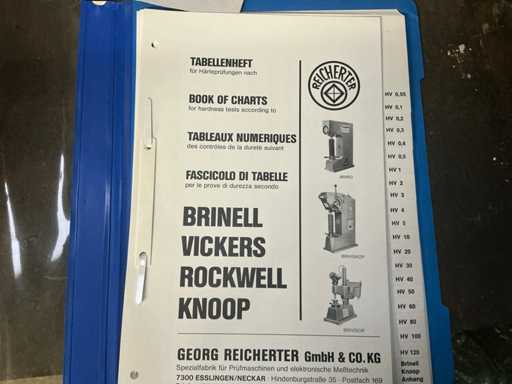 TABELLENHEFT
für Härteprüfungen nach
BOOK OF CHARTS
for hardness tests according to
TABLEAUX NUMERIQUES
des contrôles de la dureté suivant
FASCICOLO DI TABELLE
per le prove di durezza secondo
BRINELL
VICKERS
ROCKWELL
KNOOP
GEORG REICHERTER GmbH & CO. KG
Spezialfabrik für Prüfmaschinen und elektronische Meßtechnik
7300 ESSLINGEN/NECKAR · Hindenburgstraße 35 · Postfach 169
REICHERTER
BRIVISKOP
HV 0,1
HV 0,2
HV 0,3
HV 0,4
HV 0,5
HV 1
HV 2
HV 3
HV 4
HV 5
HV 10
HV 20
HV 30
HV 40
HV 50
HV 60
HV 80
HV 100
HV 120
Brinell
Knoop
Anhang